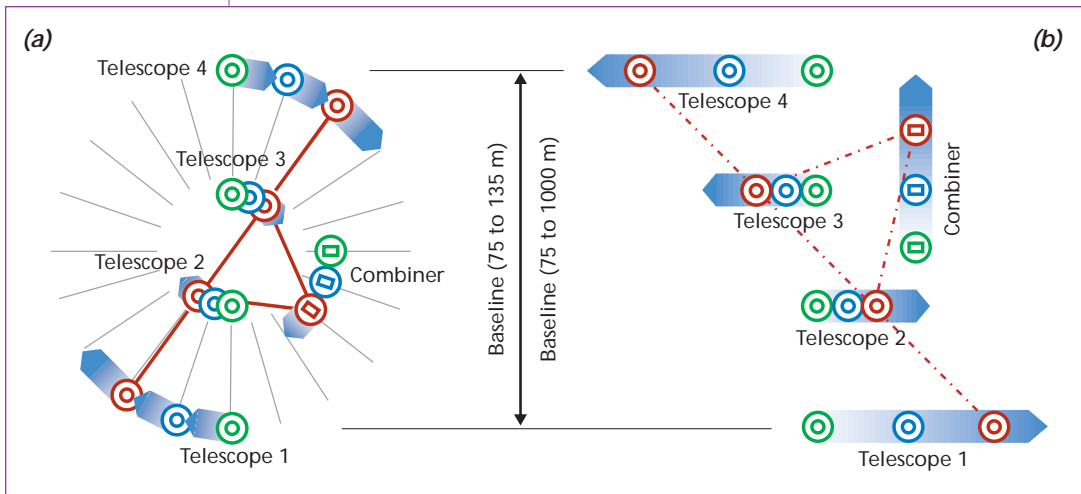 (a)
Telescope 4
Telescope 3
Telescope 2
Combiner
Telescope 1
Baseline (75 to 135 m)
Baseline (75 to 1000 m)
(b)
Telescope 4
Telescope 3
Combiner
Telescope 2
Telescope 1